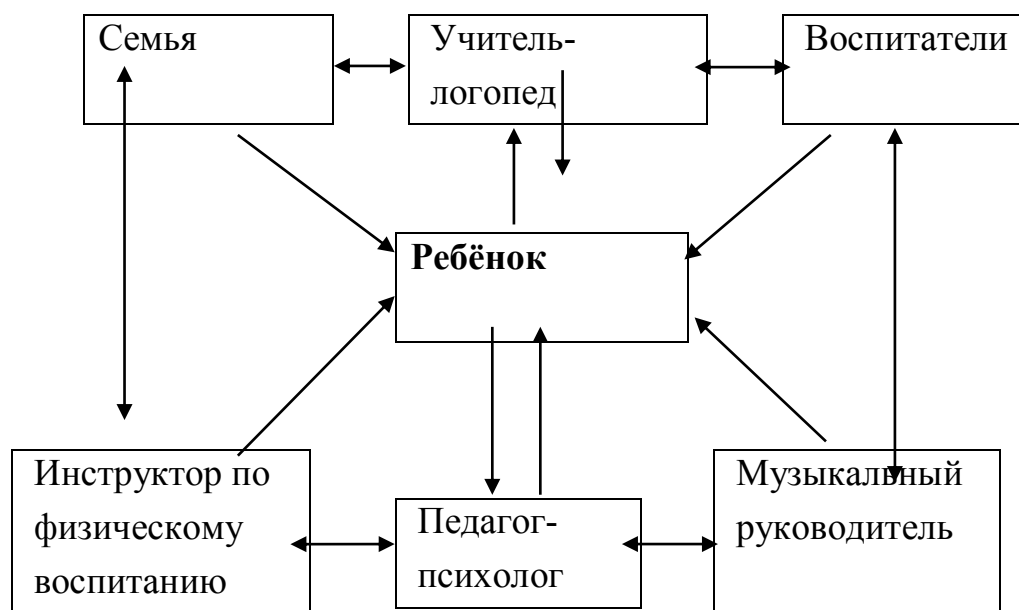 Семья
Учитель-
логопед
Воспитатели
Ребёнок
Инструктор по
физическому
воспитанию
Педагог-
психолог
Музыкальный
руководитель